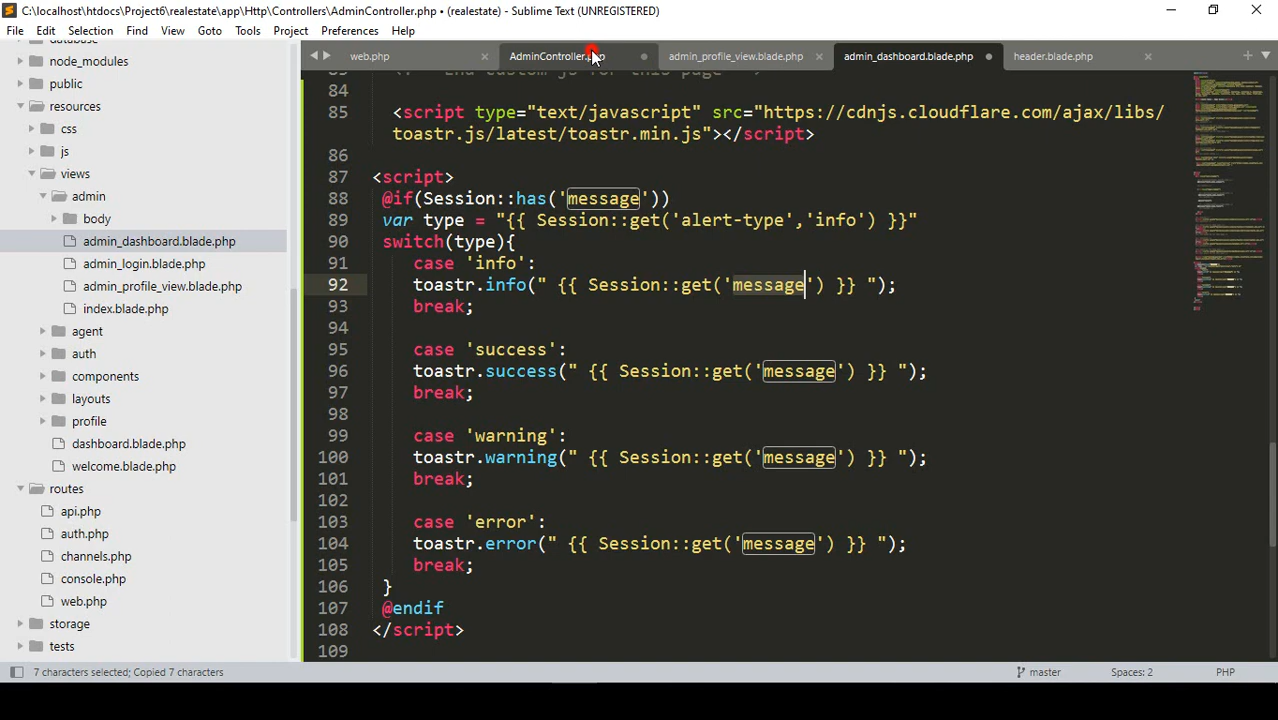 C:\localhost\htdocs\Project6\realestate\app\Http\Controllers\AdminController.php • (realestate) - Sublime Text (UNREGISTERED)
File Edit Selection Find View Goto Tools Project Preferences Help
web.php AdminController.php admin_profile_view.blade.php admin_dashboard.blade.php header.blade.php
database
node_modules
public
resources
css
js
views
admin
body
admin_dashboard.blade.php
admin_login.blade.php
admin_profile_view.blade.php
index.blade.php
agent
auth
components
layouts
profile
dashboard.blade.php
welcome.blade.php
routes
api.php
auth.php
channels.php
console.php
web.php
storage
tests
83 <!-- End custom js for this page -->
84
85 <script type="text/javascript" src="https://cdnjs.cloudflare.com/ajax/libs/
toastr.js/latest/toastr.min.js"></script>
86
87 <script>
88 @if(Session::has('message'))
89 var type = "{{ Session::get('alert-type','info') }}"
90 switch(type){
91 case 'info':
92 toastr.info(" {{ Session::get('message') }} ");
93 break;
94
95 case 'success':
96 toastr.success(" {{ Session::get('message') }} ");
97 break;
98
99 case 'warning':
100 toastr.warning(" {{ Session::get('message') }} ");
101 break;
102
103 case 'error':
104 toastr.error(" {{ Session::get('message') }} ");
105 break;
106 }
107 @endif
108 </script>
109
7 characters selected; Copied 7 characters master Spaces: 2 PHP